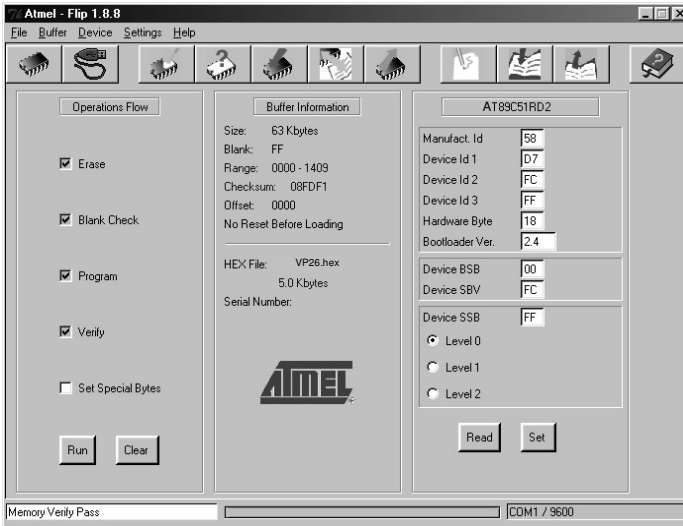 Atmel - Flip 1.8.8
File Buffer Device Settings Help
Operations Flow
Erase
Blank Check
Program
Verify
Set Special Bytes
Run Clear
Buffer Information
Size: 63 Kbytes
Blank: FF
Range: 0000 - 1409
Checksum: 08FDF1
Offset: 0000
No Reset Before Loading
HEX File: VP26.hex
5.0 Kbytes
Serial Number:
ATMEL
AT89C51RD2
Manufact. Id 58
Device Id 1 D7
Device Id 2 FC
Device Id 3 FF
Hardware Byte 18
Bootloader Ver. 2.4
Device BSB 00
Device SBV FC
Device SSB FF
Level 0
Level 1
Level 2
Read Set
Memory Verify Pass COM1 / 9600